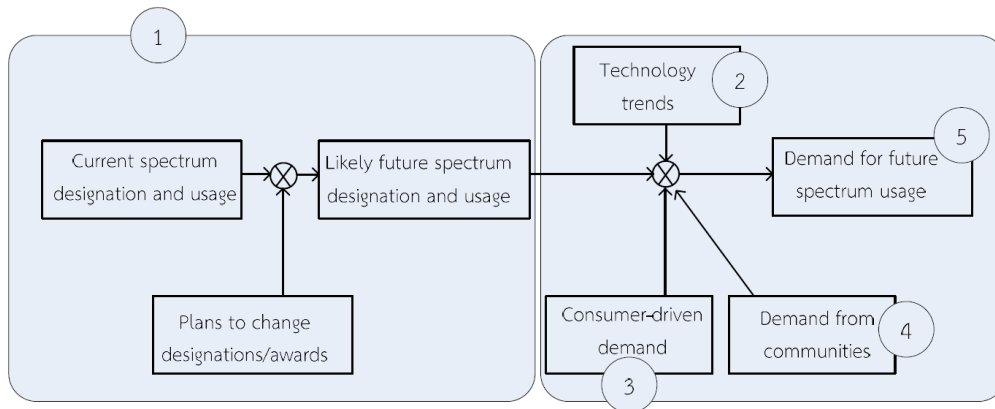 1
Current spectrum
designation and usage
Likely future spectrum
designation and usage
Plans to change
designations/awards
Technology
trends
2
Demand for future
spectrum usage
5
Consumer-driven
demand
3
Demand from
communities
4